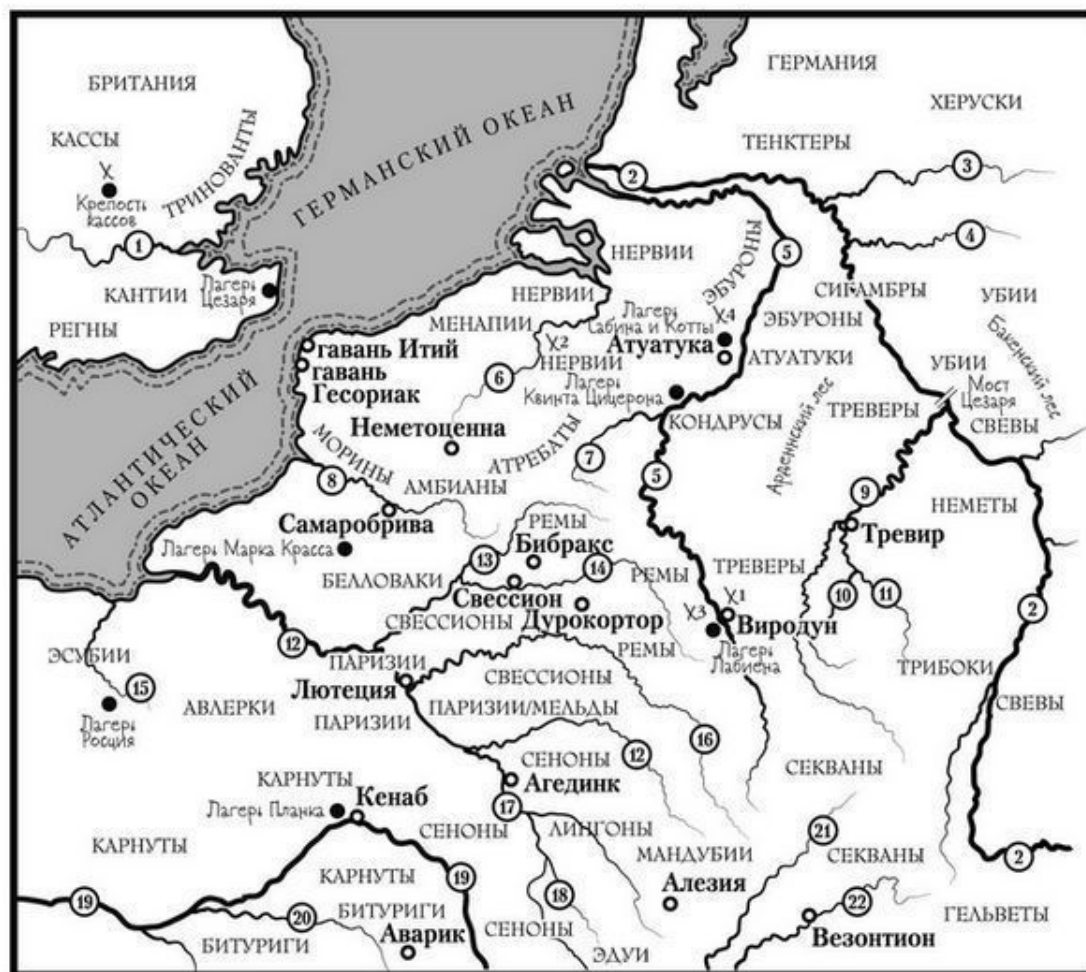 БРИТАНИЯ
КАССЫ
Крепость
кассов
ТРИНОВАНТЫ
1
КАНТИИ
Лагерь
Цезаря
РЕГНЫ
ГЕРМАНСКИЙ ОКЕАН
АТЛАНТИЧЕСКИЙ
ОКЕАН
ГЕРМАНИЯ
ХЕРУСКИ
ТЕНКТЕРЫ
2
3
4
5
НЕРВИИ
ЭБУРОНЫ
НЕРВИИ
МЕНАПИИ
Лагерь
Сабина и Котты
4
СИГАМБРЫ
УБИИ
ЭБУРОНЫ
Атуатука
АТУАТУКИ
2
НЕРВИИ
6
гавань Итий
гавань
Гесориак
Лагерь
Квинта Цицерона
УБИИ
Бакенский лес
Мост
Цезаря
ТРЕВЕРЫ
СВЕВЫ
КОНДРУСЫ
Арденнский лес
Неметоценна
АТРЕБАТЫ
7
5
МОРИНЫ
8
АМБИАНЫ
9
НЕМЕТЫ
Самаробрива
РЕМЫ
Тревир
Лагерь Марка Красса
13
Бибракс
14
БЕЛЛОВАКИ
РЕМЫ
ТРЕВЕРЫ
10
11
Свессион
СВЕССИОНЫ
Дурокортор
3
1
Виродун
2
12
РЕМЫ
Лагерь
Лабиена
ЭСУБИИ
ПАРИЗИИ
СВЕССИОНЫ
ТРИБОКИ
15
Лютеция
АВЛЕРКИ
ПАРИЗИИ
ПАРИЗИИ/МЕЛЬДЫ
СВЕВЫ
Лагерь
Росция
12
16
СЕНОНЫ
СЕКВАНЫ
КАРНУТЫ
Агединк
Лагерь Планка
Кенаб
17
СЕНОНЫ
ЛИНГОНЫ
21
КАРНУТЫ
МАНДУБИИ
СЕКВАНЫ
2
КАРНУТЫ
19
19
Алезия
18
22
20
БИТУРИГИ
СЕНОНЫ
ГЕЛЬВЕТЫ
БИТУРИГИ
Аварик
ЭДУИ
Везонтион